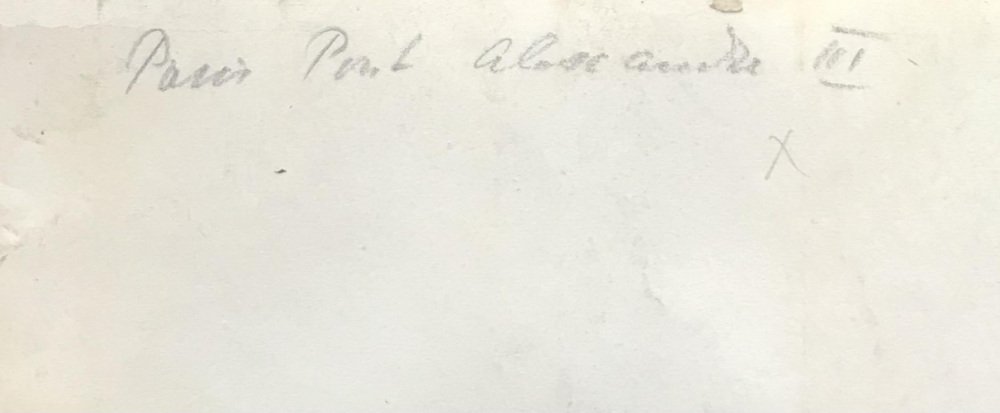 Paris Pont Alexandre III
X